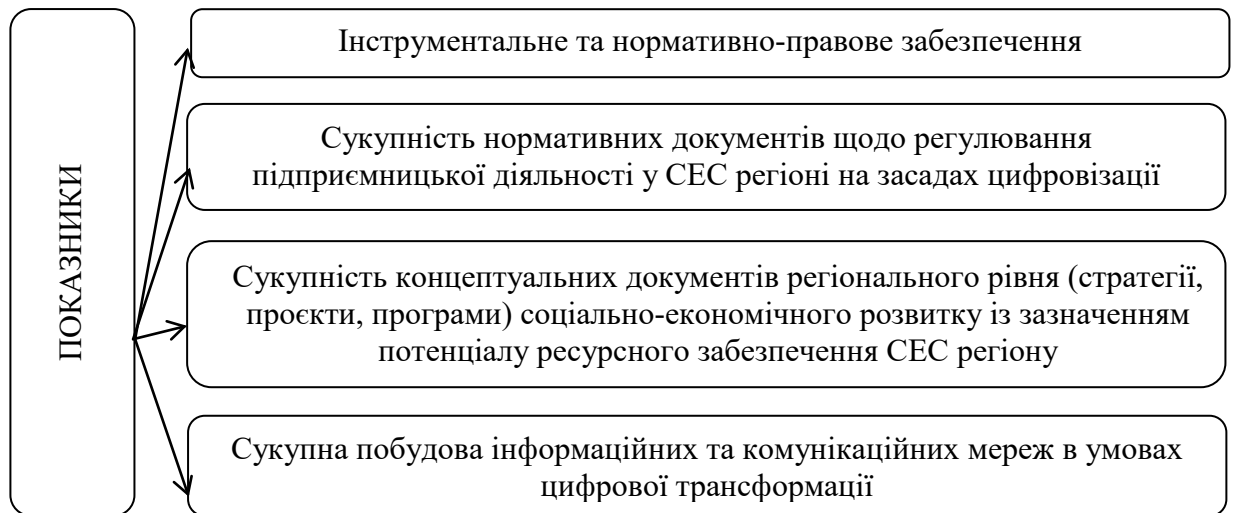 ПОКАЗНИКИ
Інструментальне та нормативно-правове забезпечення
Сукупність нормативних документів щодо регулювання
підприємницької діяльності у СЕС регіоні на засадах цифровізації
Сукупність концептуальних документів регіонального рівня (стратегії,
проєкти, програми) соціально-економічного розвитку із зазначенням
потенціалу ресурсного забезпечення СЕС регіону
Сукупна побудова інформаційних та комунікаційних мереж в умовах
цифрової трансформації